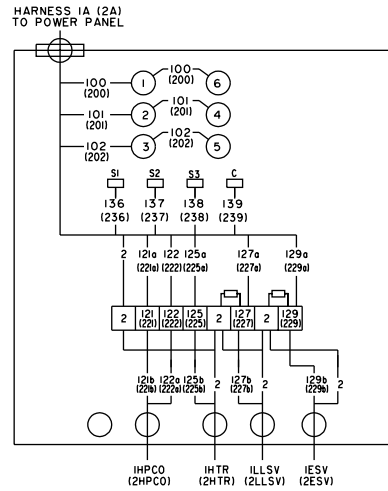 HARNESS 1A (2A)
TO POWER PANEL
100
(200)
1
100
(200)
6
101
(201)
2
101
(201)
4
102
(202)
3
102
(202)
5
S1 S2 S3 C
136 137 138 139
(236) (237) (238) (239)
2 121a 122 125a 127a 129a
(221a) (222) (225a) (227a) (229a)
2 121 122 125 2 127 2 129
(221) (222) (225) (227) (229)
121b 122a 125b 2 127b 2 129b 2
(221b) (222a) (225b) (227b) (229b)
1HPCO 1HTR 1LLSV 1ESV
(2HPCO) (2HTR) (2LLSV) (2ESV)